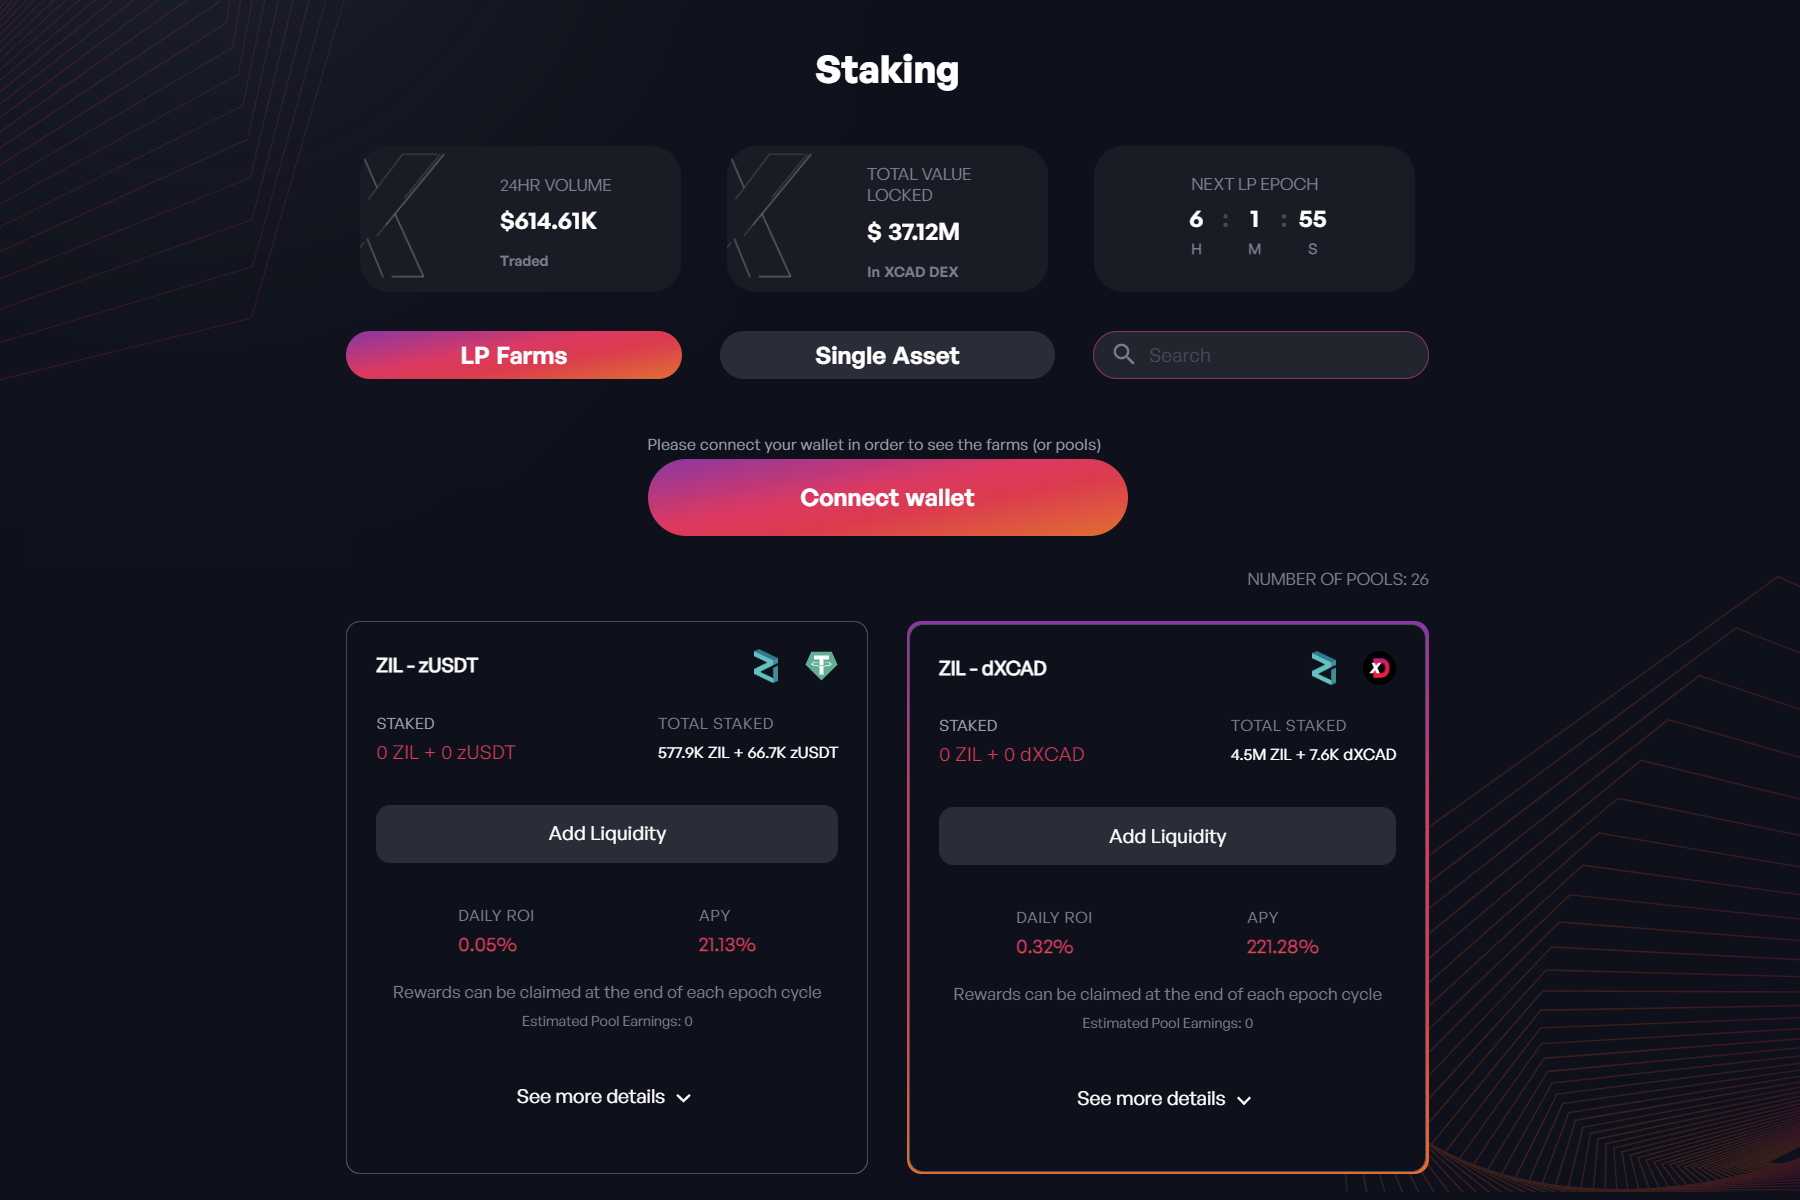 Staking
24HR VOLUME
$614.61K
Traded
TOTAL VALUE
LOCKED
$ 37.12M
In XCAD DEX
NEXT LP EPOCH
6 : 1 : 55
H M S
LP Farms
Single Asset
Search
Please connect your wallet in order to see the farms (or pools)
Connect wallet
NUMBER OF POOLS: 26
ZIL - zUSDT
STAKED
0 ZIL + 0 zUSDT
TOTAL STAKED
577.9K ZIL + 66.7K zUSDT
Add Liquidity
DAILY ROI
0.05%
APY
21.13%
Rewards can be claimed at the end of each epoch cycle
Estimated Pool Earnings: 0
See more details
ZIL - dXCAD
STAKED
0 ZIL + 0 dXCAD
TOTAL STAKED
4.5M ZIL + 7.6K dXCAD
Add Liquidity
DAILY ROI
0.32%
APY
221.28%
Rewards can be claimed at the end of each epoch cycle
Estimated Pool Earnings: 0
See more details